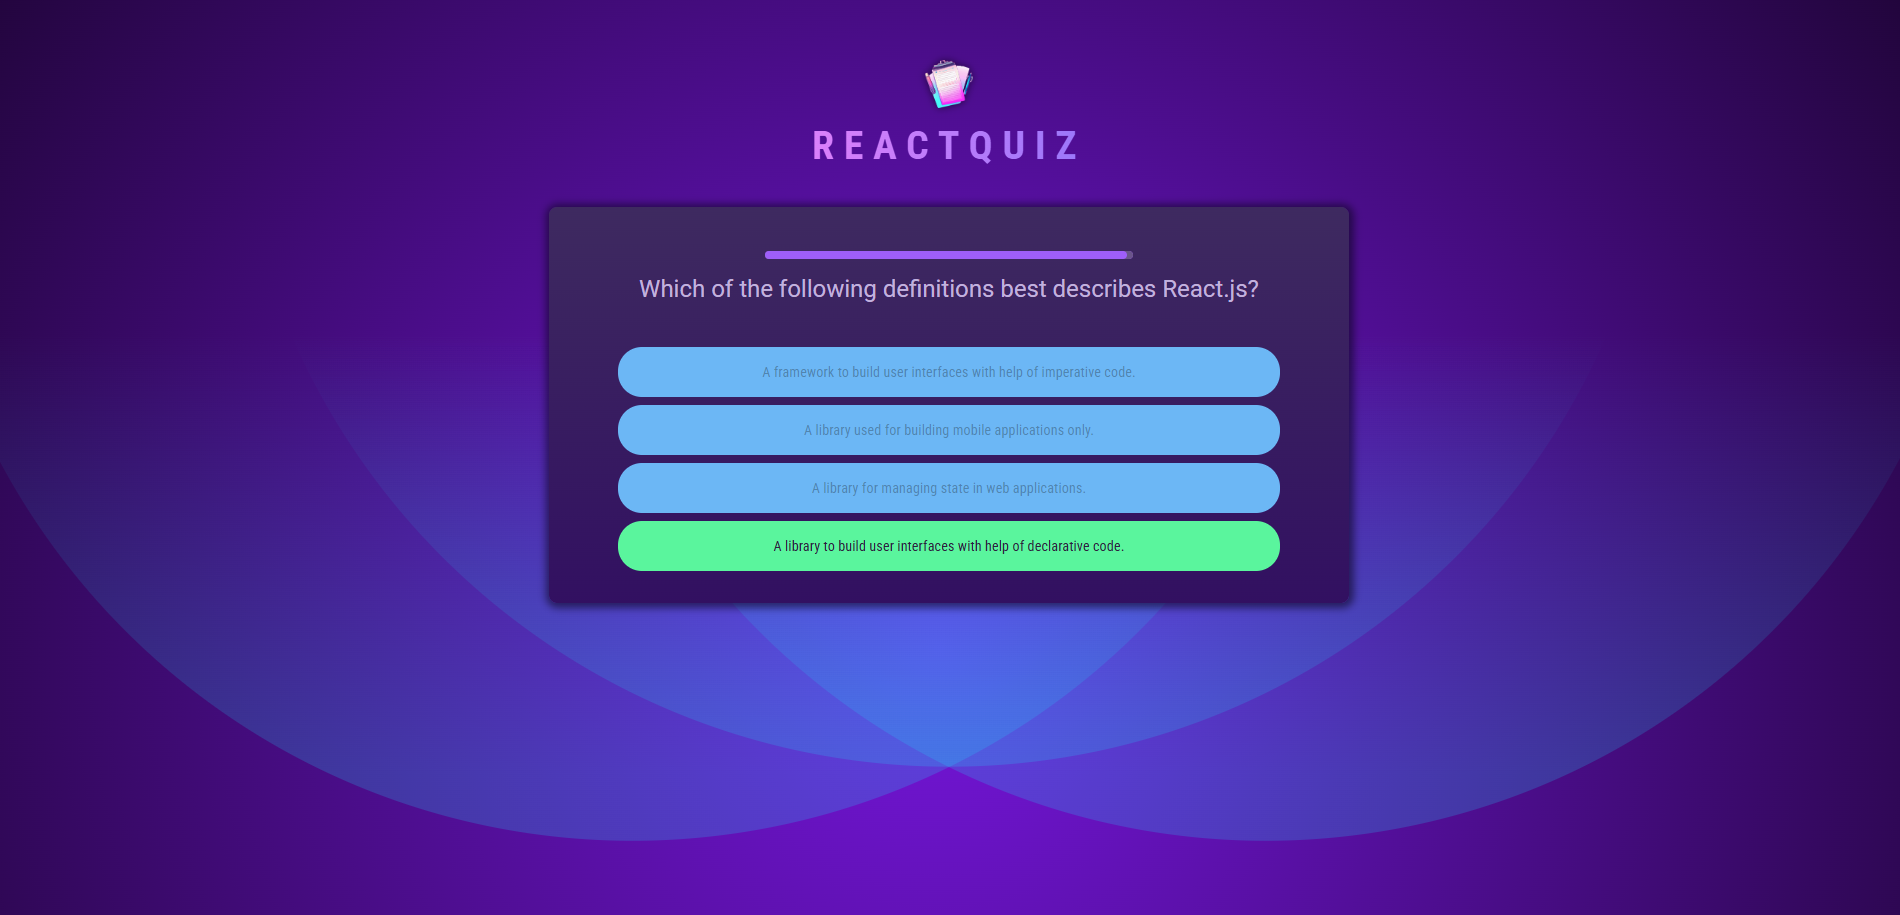 REACTQUIZ
Which of the following definitions best describes React.js?
A framework to build user interfaces with help of imperative code.
A library used for building mobile applications only.
A library for managing state in web applications.
A library to build user interfaces with help of declarative code.